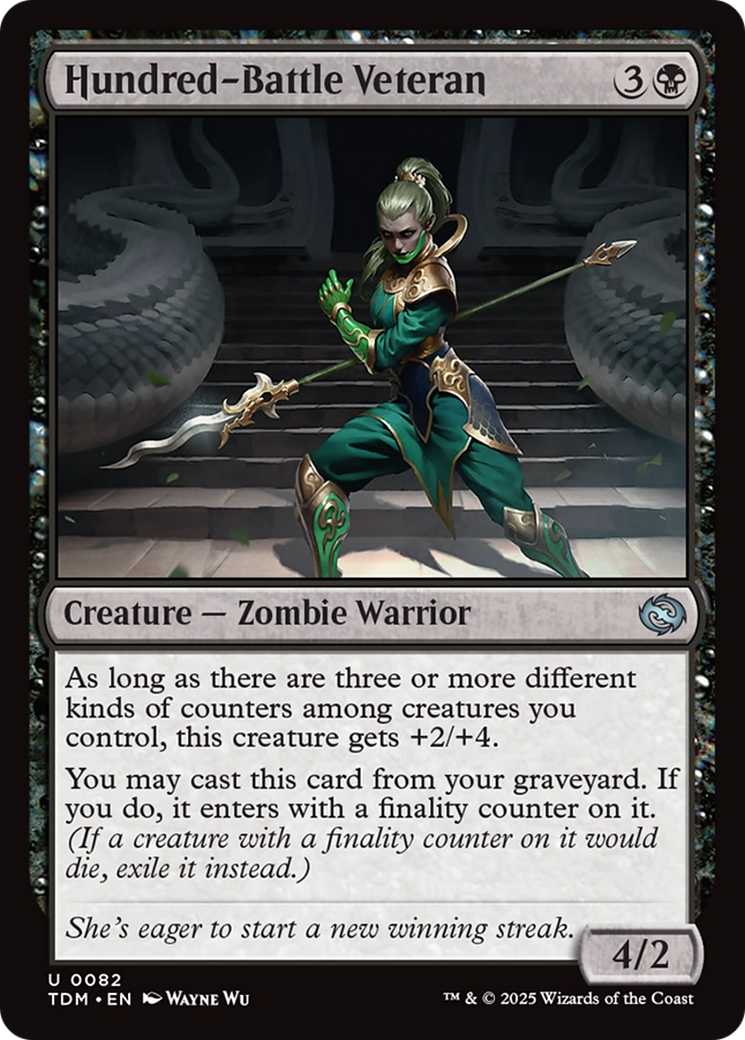 Hundred-Battle Veteran 3
Creature — Zombie Warrior
As long as there are three or more different
kinds of counters among creatures you
control, this creature gets +2/+4.
You may cast this card from your graveyard. If
you do, it enters with a finality counter on it.
(If a creature with a finality counter on it would
die, exile it instead.)
She's eager to start a new winning streak.
4/2
U 0082
TDM • EN Wayne Wu
™ & © 2025 Wizards of the Coast